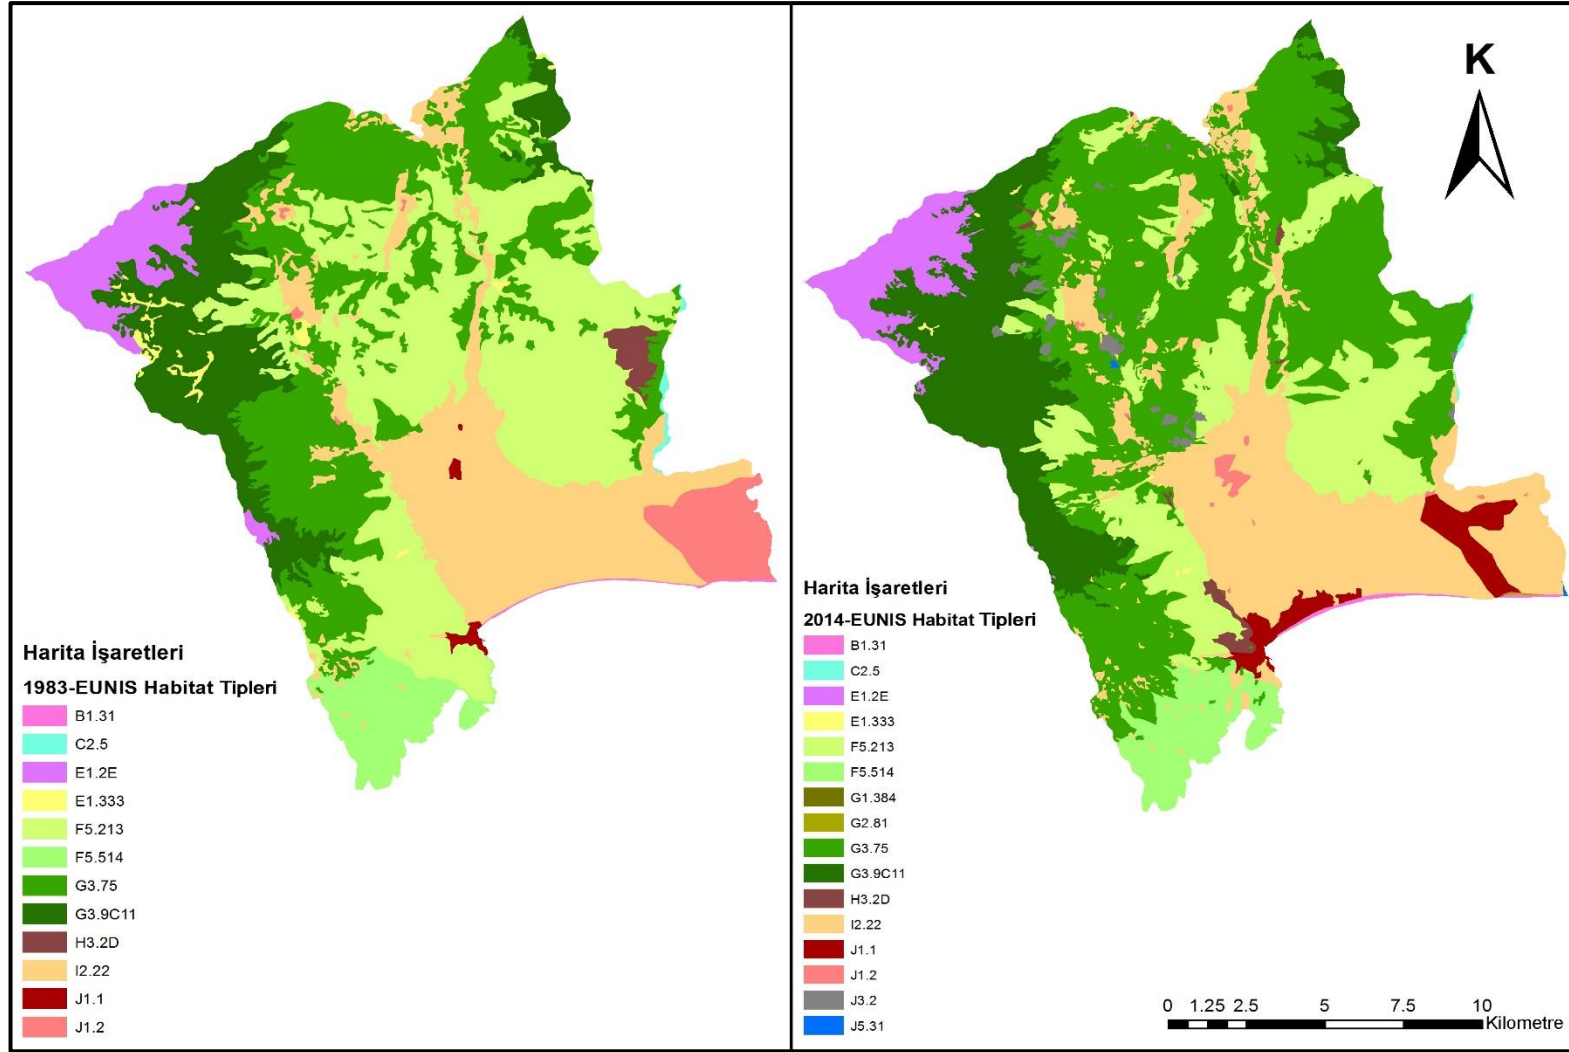 Harita İşaretleri
1983-EUNIS Habitat Tipleri
B1.31
C2.5
E1.2E
E1.333
F5.213
F5.514
G3.75
G3.9C11
H3.2D
I2.22
J1.1
J1.2
K
Harita İşaretleri
2014-EUNIS Habitat Tipleri
B1.31
C2.5
E1.2E
E1.333
F5.213
F5.514
G1.384
G2.81
G3.75
G3.9C11
H3.2D
I2.22
J1.1
J1.2
J3.2
J5.31
0 1.25 2.5 5 7.5 10
Kilometre